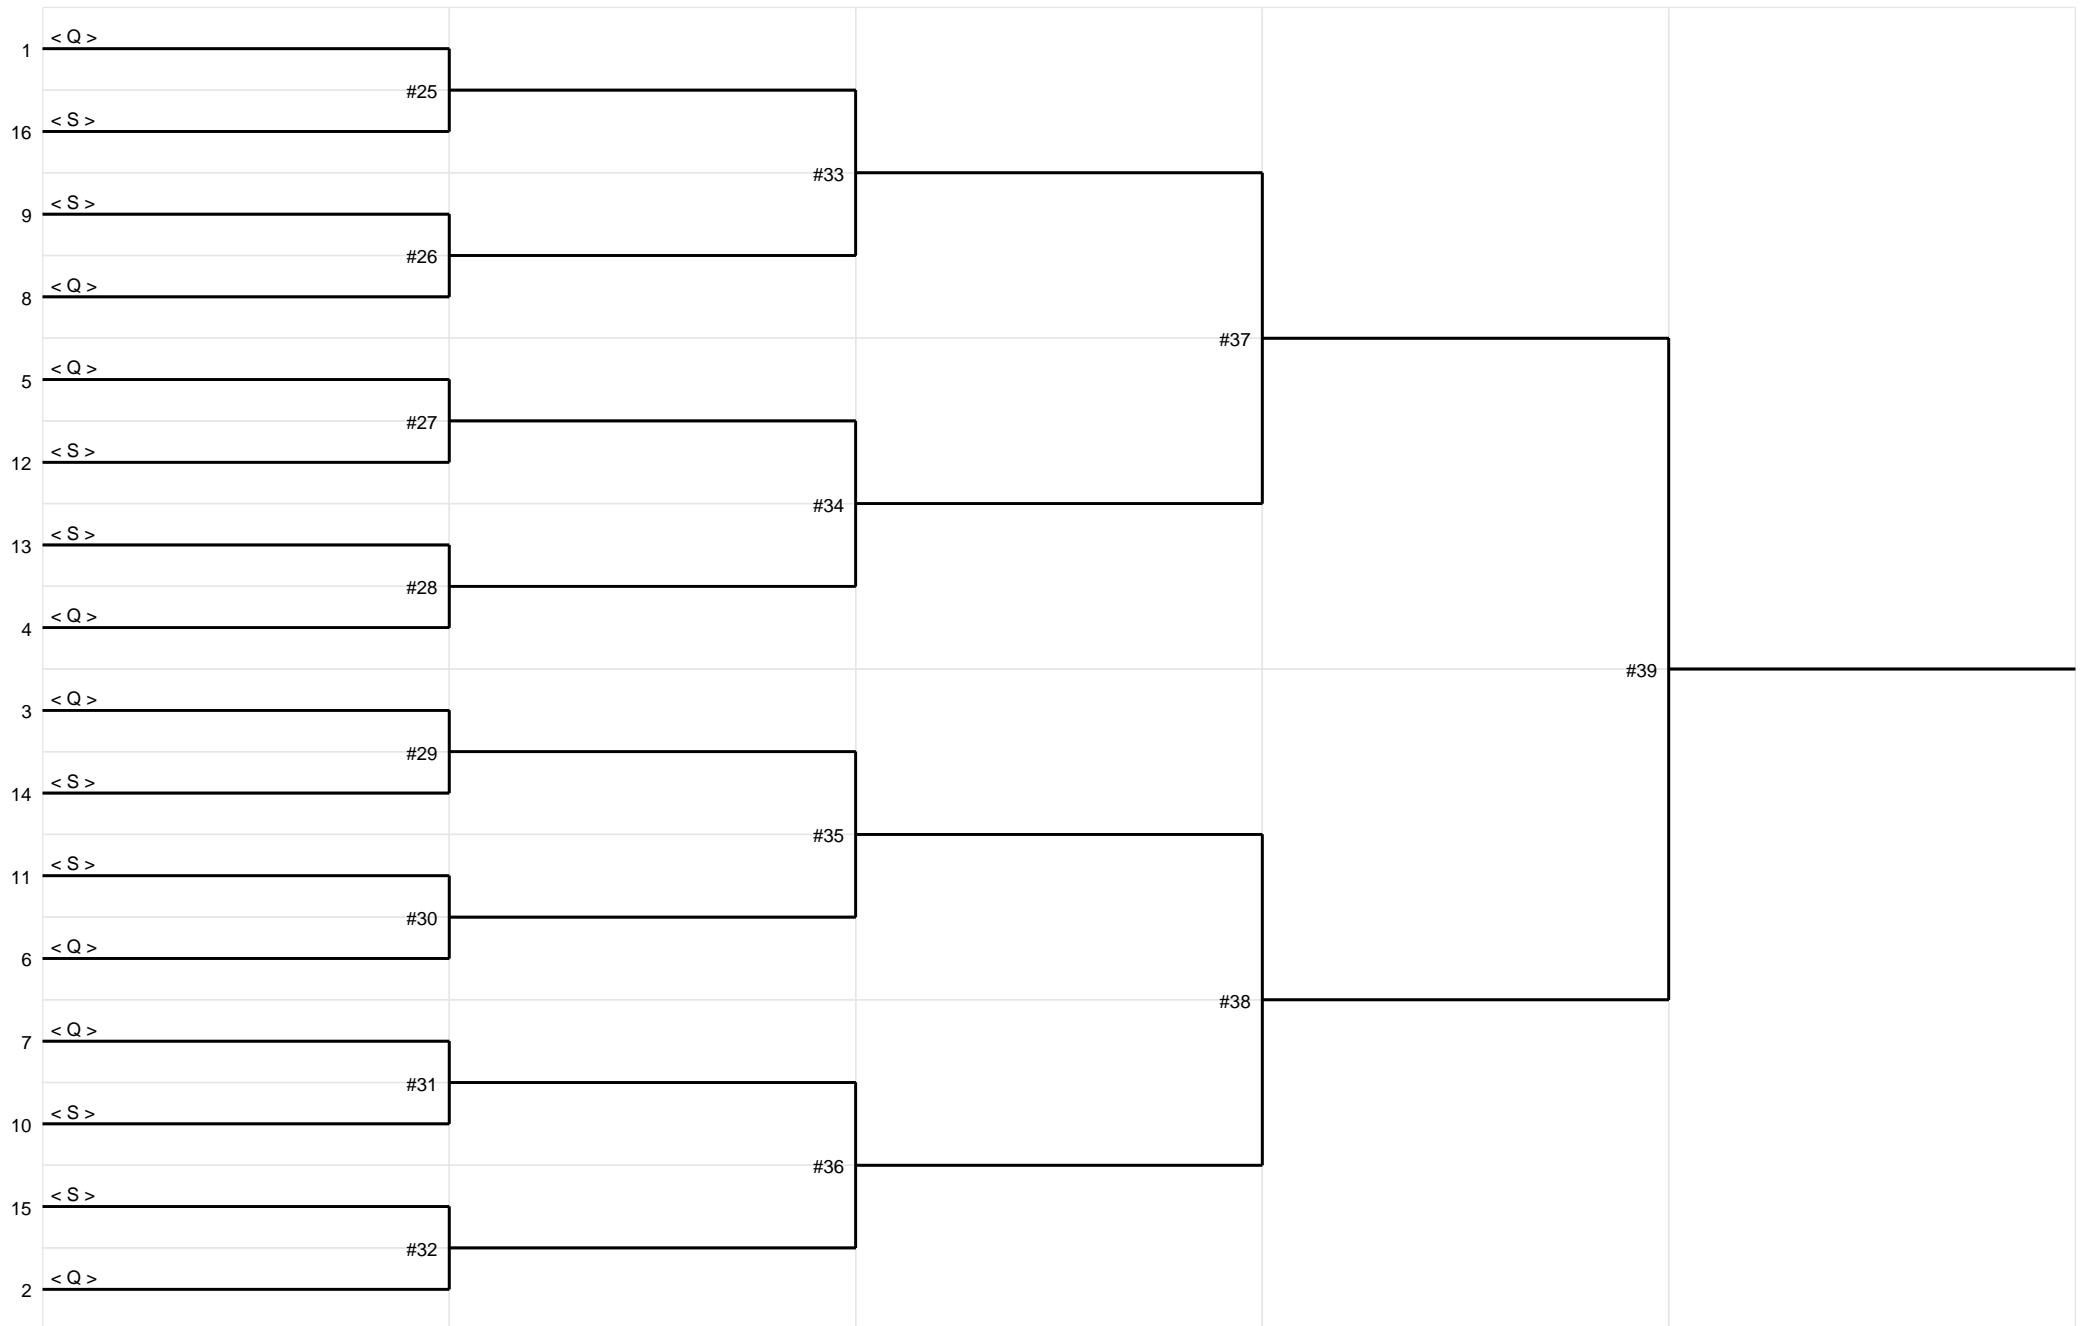 < Q >
1
#25
< S >
16
#33
< S >
9
#26
< Q >
8
#37
< Q >
5
#27
< S >
12
#34
< S >
13
#28
< Q >
4
#39
< Q >
3
#29
< S >
14
#35
< S >
11
#30
< Q >
6
#38
< Q >
7
#31
< S >
10
#36
< S >
15
#32
< Q >
2